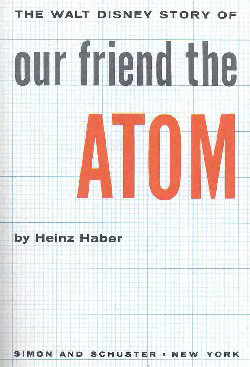 THE WALT DISNEY STORY OF
our friend the
ATOM
by Heinz Haber
SIMON AND SCHUSTER • NEW YORK